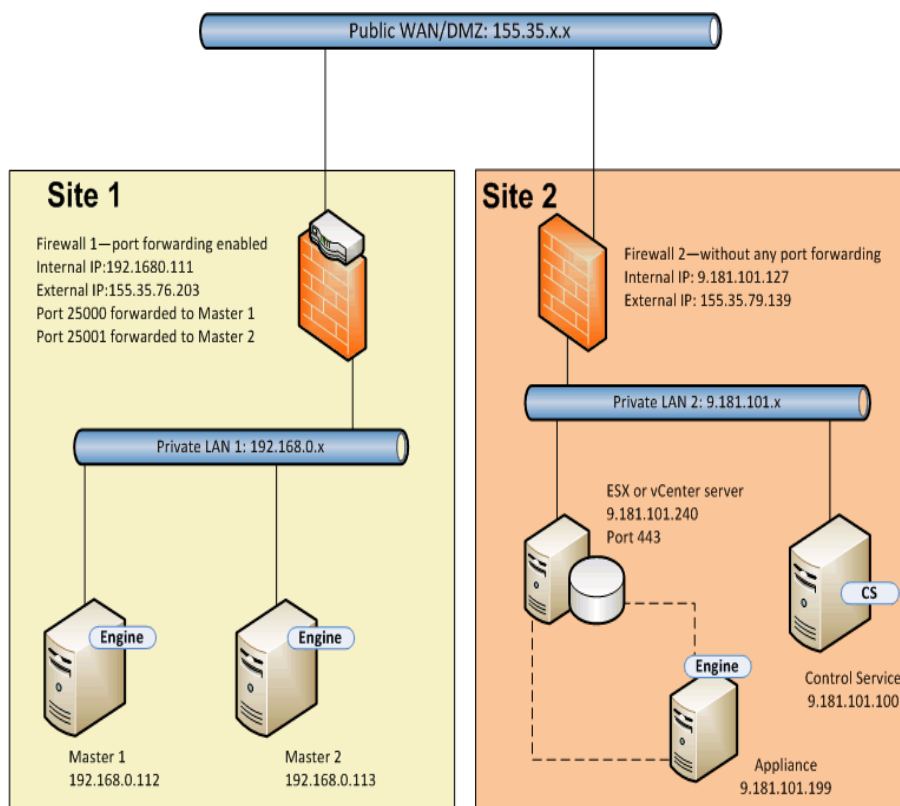 Public WAN/DMZ: 155.35.x.x
Site 1
Firewall 1—port forwarding enabled
Internal IP:192.1680.111
External IP:155.35.76.203
Port 25000 forwarded to Master 1
Port 25001 forwarded to Master 2
Private LAN 1: 192.168.0.x
Engine
Master 1
192.168.0.112
Engine
Master 2
192.168.0.113
Site 2
Firewall 2—without any port forwarding
Internal IP: 9.181.101.127
External IP: 155.35.79.139
Private LAN 2: 9.181.101.x
ESX or vCenter server
9.181.101.240
Port 443
CS
Control Service
9.181.101.100
Engine
Appliance
9.181.101.199